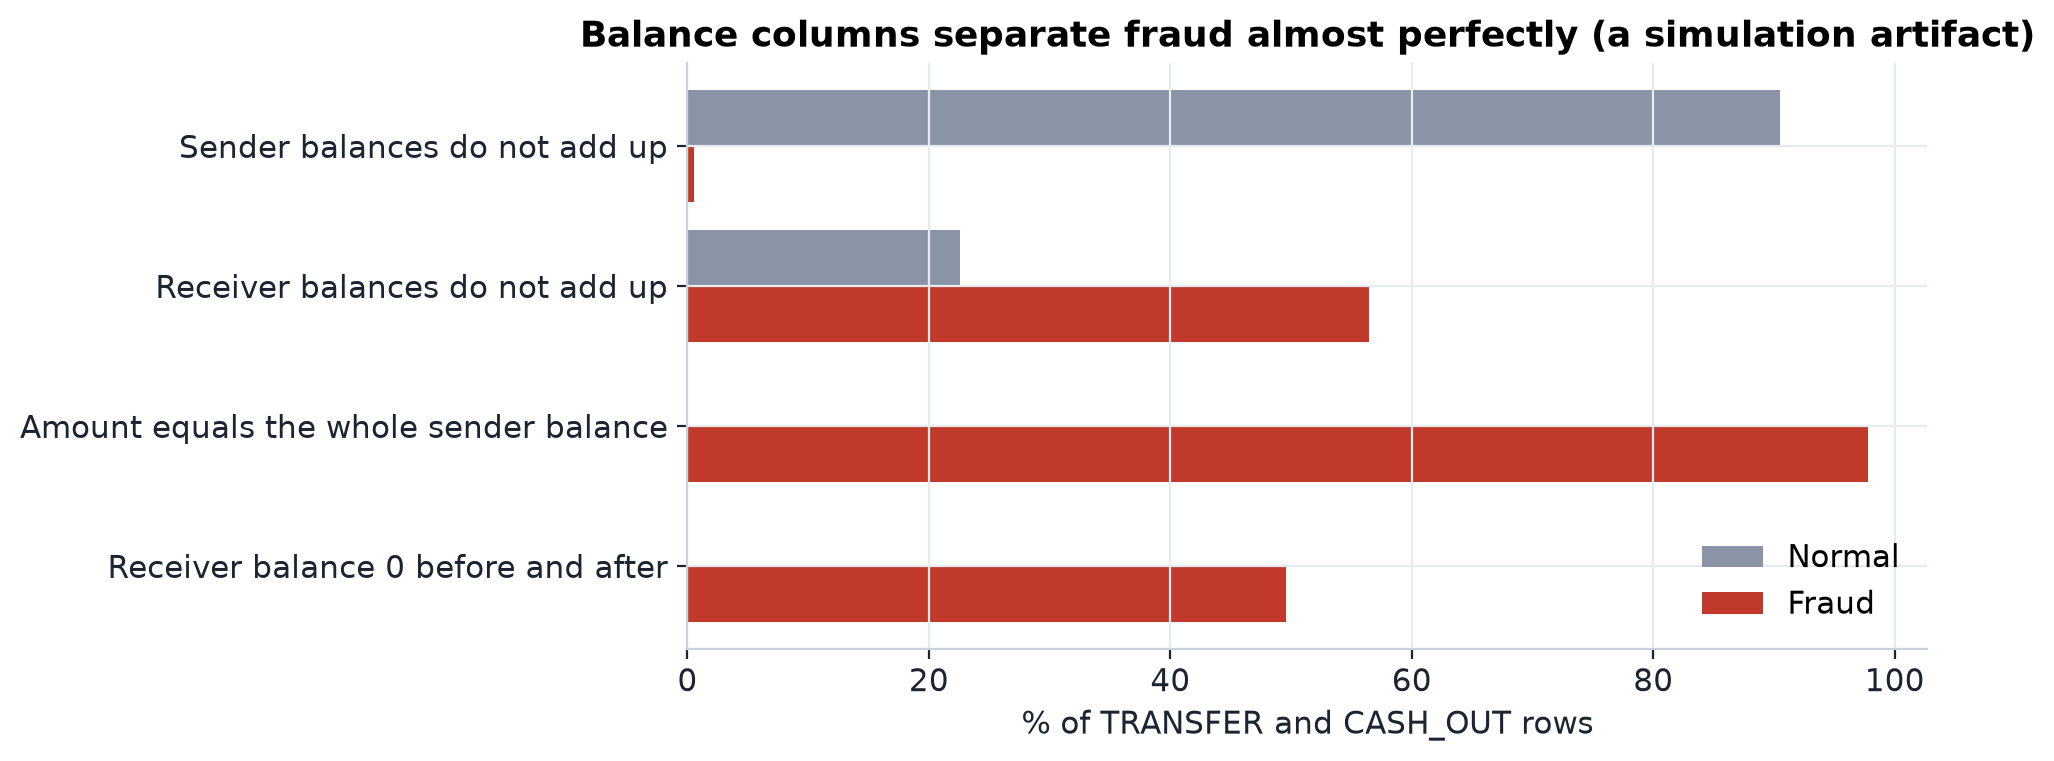 Balance columns separate fraud almost perfectly (a simulation artifact)
Sender balances do not add up
Receiver balances do not add up
Amount equals the whole sender balance
Receiver balance 0 before and after
Normal
Fraud
0 20 40 60 80 100
% of TRANSFER and CASH_OUT rows